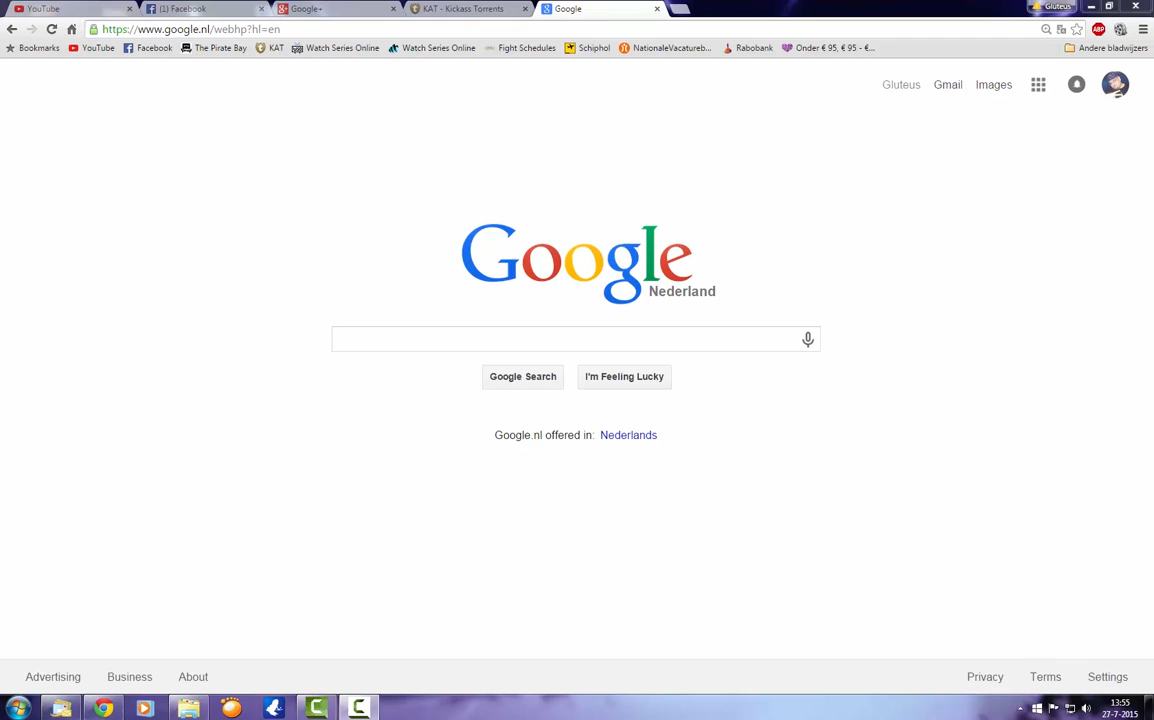 YouTube (1) Facebook Google+ KAT - Kickass Torrents Google Gluteus
https://www.google.nl/webhp?hl=en ABP
Bookmarks YouTube Facebook The Pirate Bay KAT Watch Series Online Watch Series Online Fight Schedules Schiphol NationaleVacatureb... Rabobank Onder € 95, € 95 - €... Andere bladwijzers
Gluteus Gmail Images
Google
Nederland
Google Search I'm Feeling Lucky
Google.nl offered in: Nederlands
Advertising Business About Privacy Terms Settings
13:55
27-7-2015